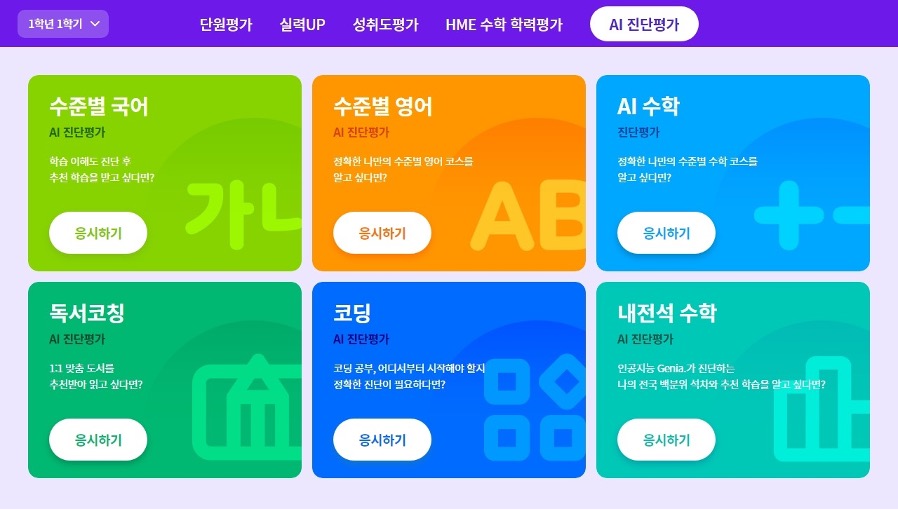 1학년 1학기
단원평가
실력UP
성취도평가
HME 수학 학력평가
AI 진단평가
수준별 국어
AI 진단평가
학습 이해도 진단 후
추천 학습을 받고 싶다면?
응시하기
가나
수준별 영어
AI 진단평가
정확한 나만의 수준별 영어 코스를
알고 싶다면?
응시하기
AB
AI 수학
진단평가
정확한 나만의 수준별 수학 코스를
알고 싶다면?
응시하기
+-
독서코칭
AI 진단평가
1:1 맞춤 도서를
추천받아 읽고 싶다면?
응시하기
코딩
AI 진단평가
코딩 공부, 어디서부터 시작해야 할지
정확한 진단이 필요하다면?
응시하기
내전석 수학
AI 진단평가
인공지능 Genia.가 진단하는
나의 전국 백분위 석차와 추천 학습을 알고 싶다면?
응시하기